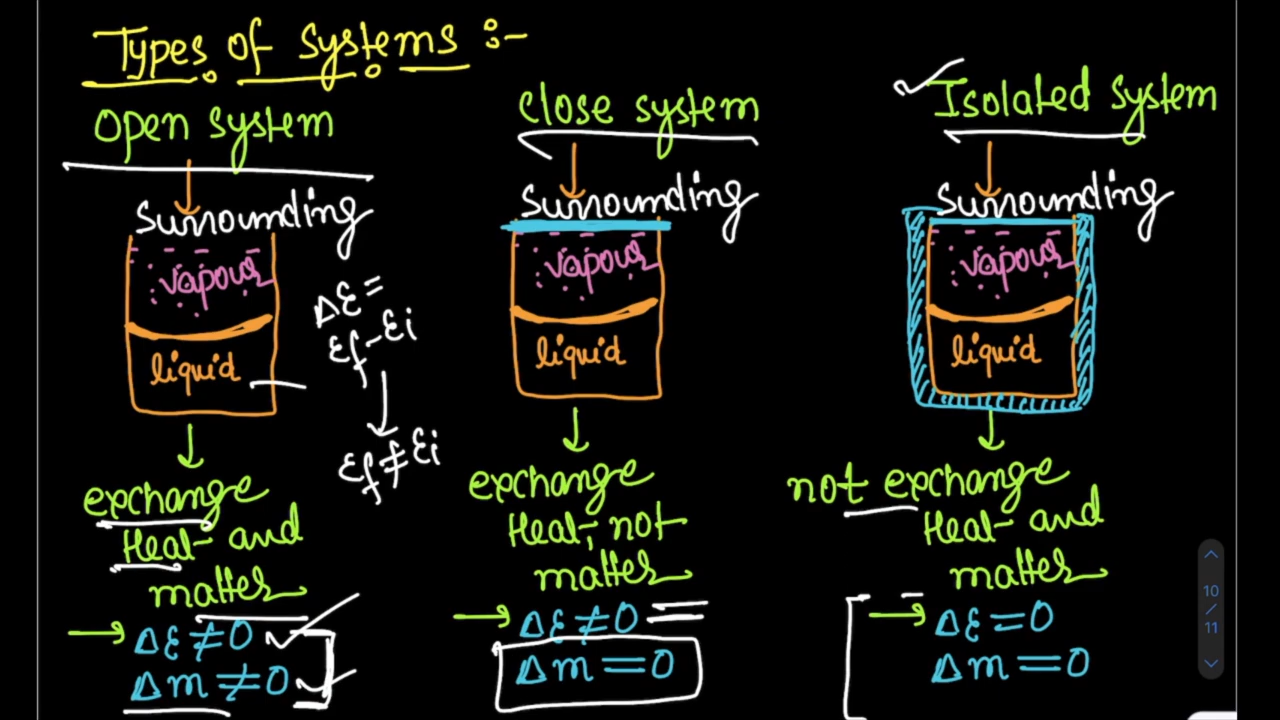 Types of systems :-
open system
Surrounding
vapour
liquid
ΔE =
Ef-Ei
Ef ≠ Ei
exchange
Heat and
matter
ΔE ≠ 0
Δm ≠ 0
close system
Surrounding
vapour
liquid
exchange
Heat, not
matter
ΔE ≠ 0
Δm = 0
Isolated system
Surrounding
vapour
liquid
not exchange
Heat and
matter
ΔE = 0
Δm = 0
10
/
11